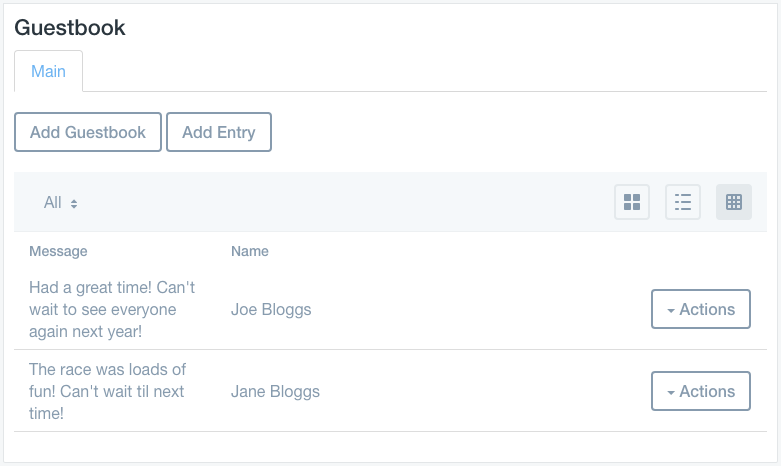 Guestbook
Main
Add Guestbook Add Entry
All
Message Name
Had a great time! Can't
wait to see everyone
again next year!
Joe Bloggs
Actions
The race was loads of
fun! Can't wait til next
time!
Jane Bloggs
Actions